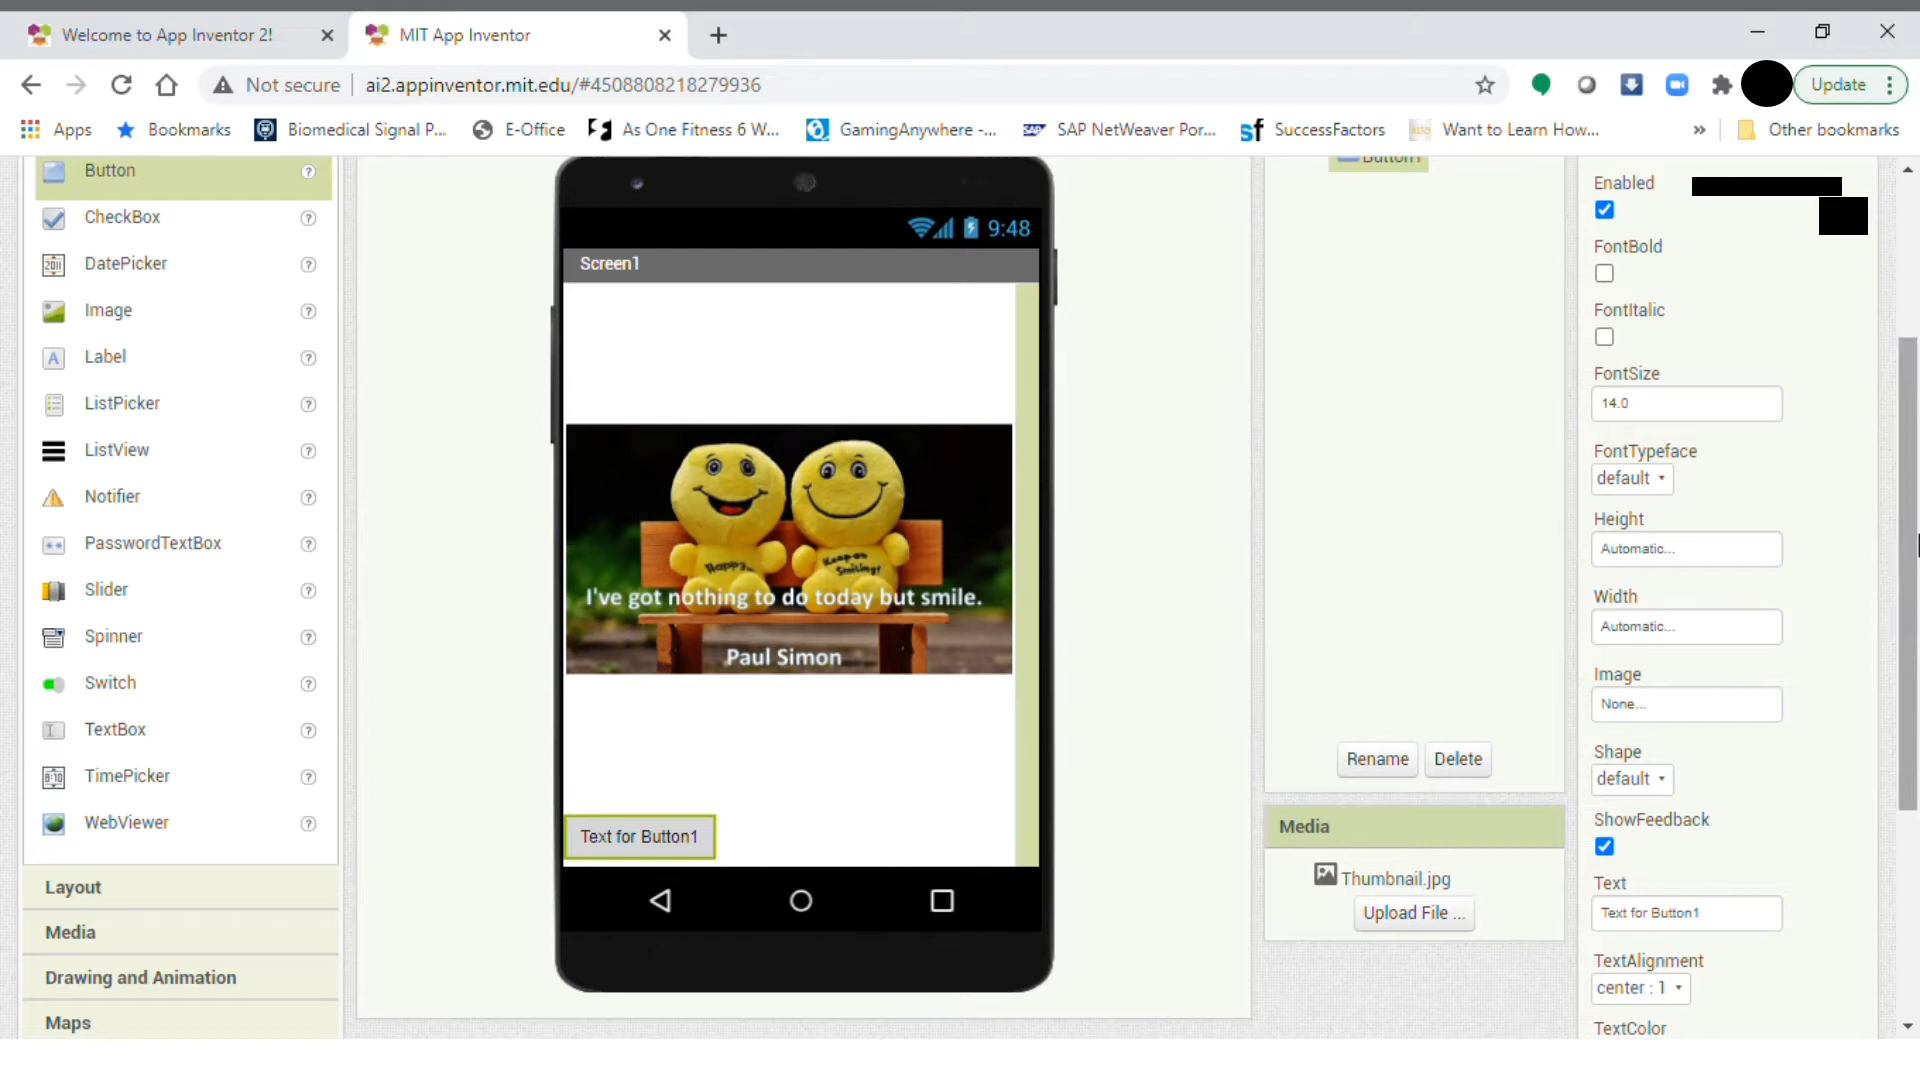 Welcome to App Inventor 2!
MIT App Inventor
Not secure
ai2.appinventor.mit.edu/#4508808218279936
Update
Apps
Bookmarks
Biomedical Signal P...
E-Office
As One Fitness 6 W...
GamingAnywhere -...
SAP NetWeaver Por...
SuccessFactors
Want to Learn How...
»
Other bookmarks
Button ?
CheckBox ?
DatePicker ?
Image ?
Label ?
ListPicker ?
ListView ?
Notifier ?
PasswordTextBox ?
Slider ?
Spinner ?
Switch ?
TextBox ?
TimePicker ?
WebViewer ?
Layout
Media
Drawing and Animation
Maps
9:48
Screen1
Happy...
Keep on
Smiling!
I've got nothing to do today but smile.
Paul Simon
Text for Button1
Button1
Rename
Delete
Media
Thumbnail.jpg
Upload File ...
Enabled
FontBold
FontItalic
FontSize
14.0
FontTypeface
default
Height
Automatic...
Width
Automatic...
Image
None...
Shape
default
ShowFeedback
Text
Text for Button1
TextAlignment
center : 1
TextColor